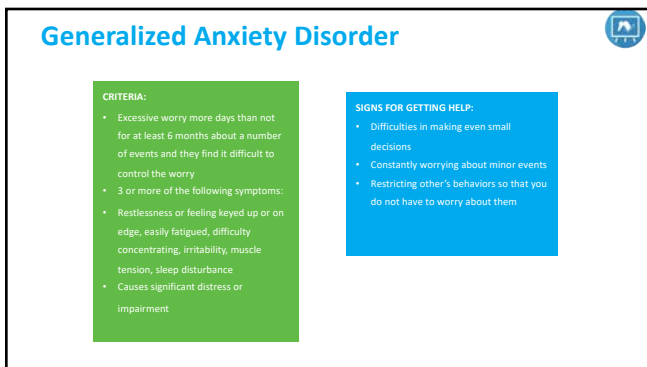 Generalized Anxiety Disorder
CRITERIA:
• Excessive worry more days than not
for at least 6 months about a number
of events and they find it difficult to
control the worry
• 3 or more of the following symptoms:
• Restlessness or feeling keyed up or on
edge, easily fatigued, difficulty
concentrating, irritability, muscle
tension, sleep disturbance
• Causes significant distress or
impairment
SIGNS FOR GETTING HELP:
• Difficulties in making even small
decisions
• Constantly worrying about minor events
• Restricting other's behaviors so that you
do not have to worry about them